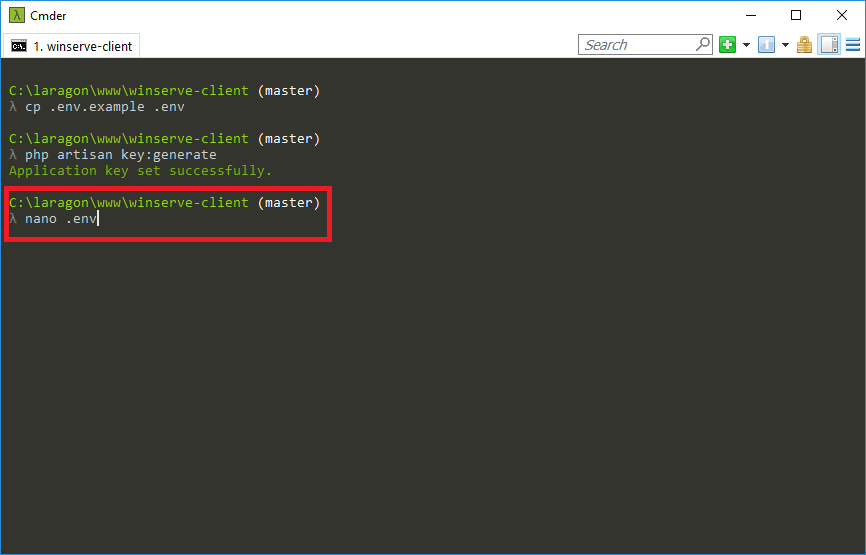 Cmder
1. winserve-client
Search
C:\laragon\www\winserve-client (master)
λ cp .env.example .env
C:\laragon\www\winserve-client (master)
λ php artisan key:generate
Application key set successfully.
C:\laragon\www\winserve-client (master)
λ nano .env